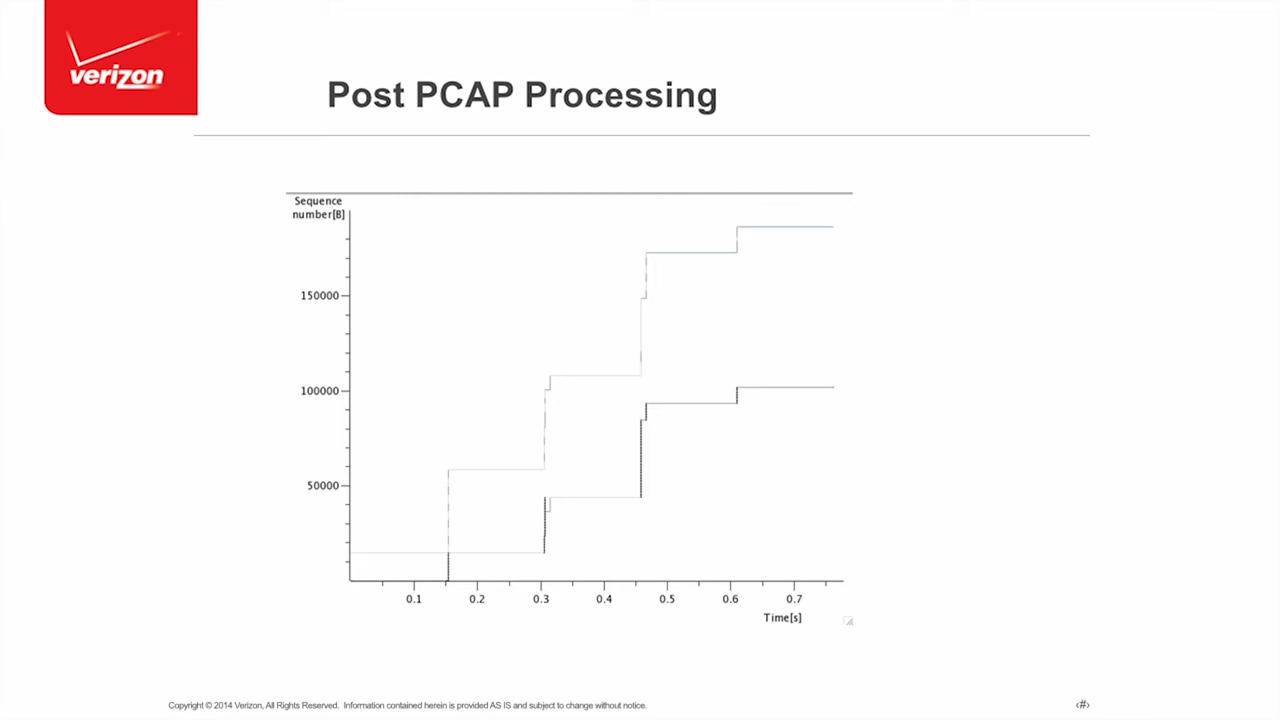 verizon
Post PCAP Processing
Sequence
number[B]
150000
100000
50000
0.1 0.2 0.3 0.4 0.5 0.6 0.7
Time[s]
Copyright © 2014 Verizon, All Rights Reserved. Information contained herein is provided AS IS and subject to change without notice.
‹#›